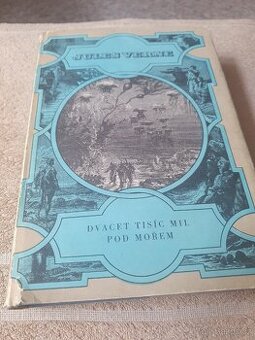 JULES VERNE
DVACET TISÍC MIL
POD MOŘEM